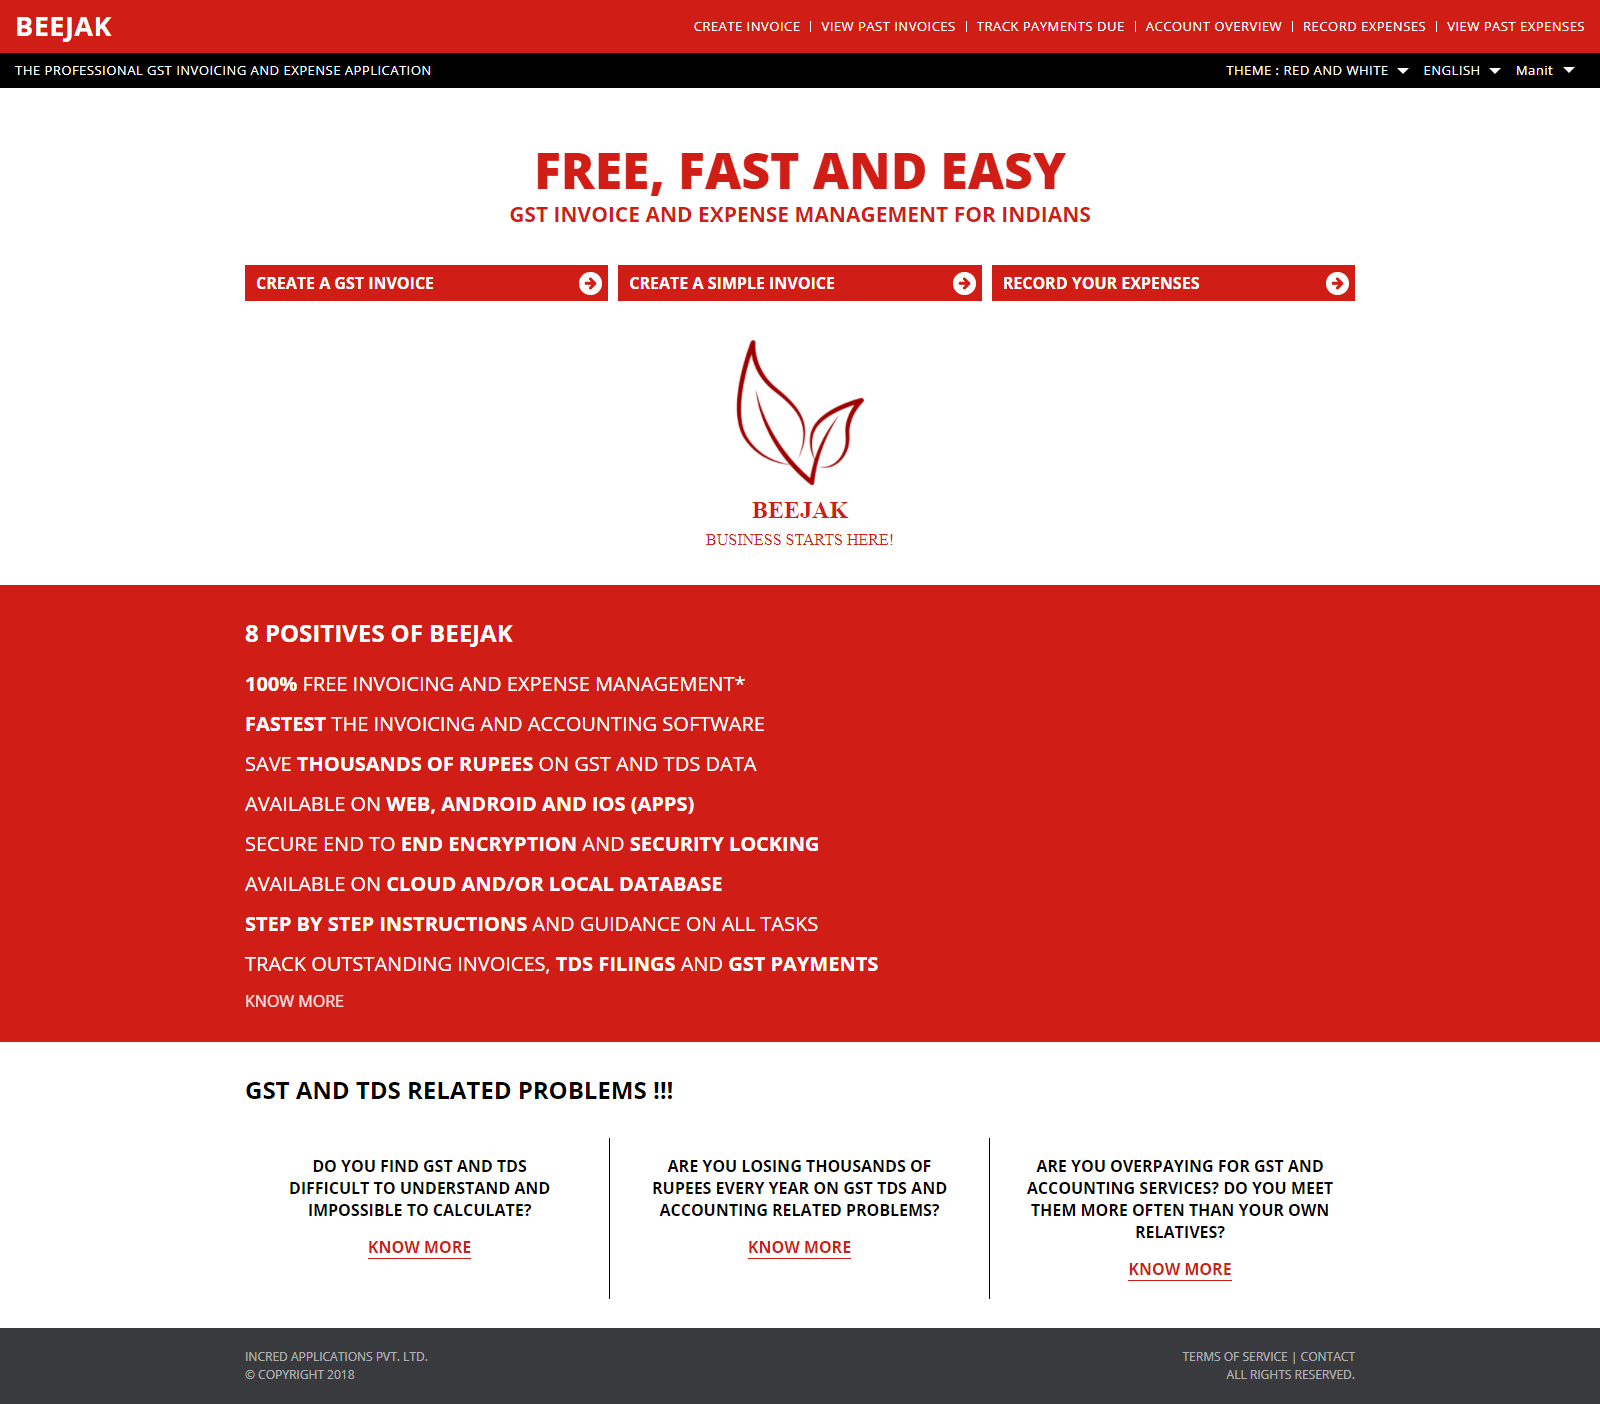 BEEJAK
CREATE INVOICE | VIEW PAST INVOICES | TRACK PAYMENTS DUE | ACCOUNT OVERVIEW | RECORD EXPENSES | VIEW PAST EXPENSES
THE PROFESSIONAL GST INVOICING AND EXPENSE APPLICATION
THEME : RED AND WHITE ENGLISH Manit
FREE, FAST AND EASY
GST INVOICE AND EXPENSE MANAGEMENT FOR INDIANS
CREATE A GST INVOICE
CREATE A SIMPLE INVOICE
RECORD YOUR EXPENSES
BEEJAK
BUSINESS STARTS HERE!
8 POSITIVES OF BEEJAK
100% FREE INVOICING AND EXPENSE MANAGEMENT*
FASTEST THE INVOICING AND ACCOUNTING SOFTWARE
SAVE THOUSANDS OF RUPEES ON GST AND TDS DATA
AVAILABLE ON WEB, ANDROID AND IOS (APPS)
SECURE END TO END ENCRYPTION AND SECURITY LOCKING
AVAILABLE ON CLOUD AND/OR LOCAL DATABASE
STEP BY STEP INSTRUCTIONS AND GUIDANCE ON ALL TASKS
TRACK OUTSTANDING INVOICES, TDS FILINGS AND GST PAYMENTS
KNOW MORE
GST AND TDS RELATED PROBLEMS !!!
DO YOU FIND GST AND TDS
DIFFICULT TO UNDERSTAND AND
IMPOSSIBLE TO CALCULATE?
KNOW MORE
ARE YOU LOSING THOUSANDS OF
RUPEES EVERY YEAR ON GST TDS AND
ACCOUNTING RELATED PROBLEMS?
KNOW MORE
ARE YOU OVERPAYING FOR GST AND
ACCOUNTING SERVICES? DO YOU MEET
THEM MORE OFTEN THAN YOUR OWN
RELATIVES?
KNOW MORE
INCRED APPLICATIONS PVT. LTD.
© COPYRIGHT 2018
TERMS OF SERVICE | CONTACT
ALL RIGHTS RESERVED.